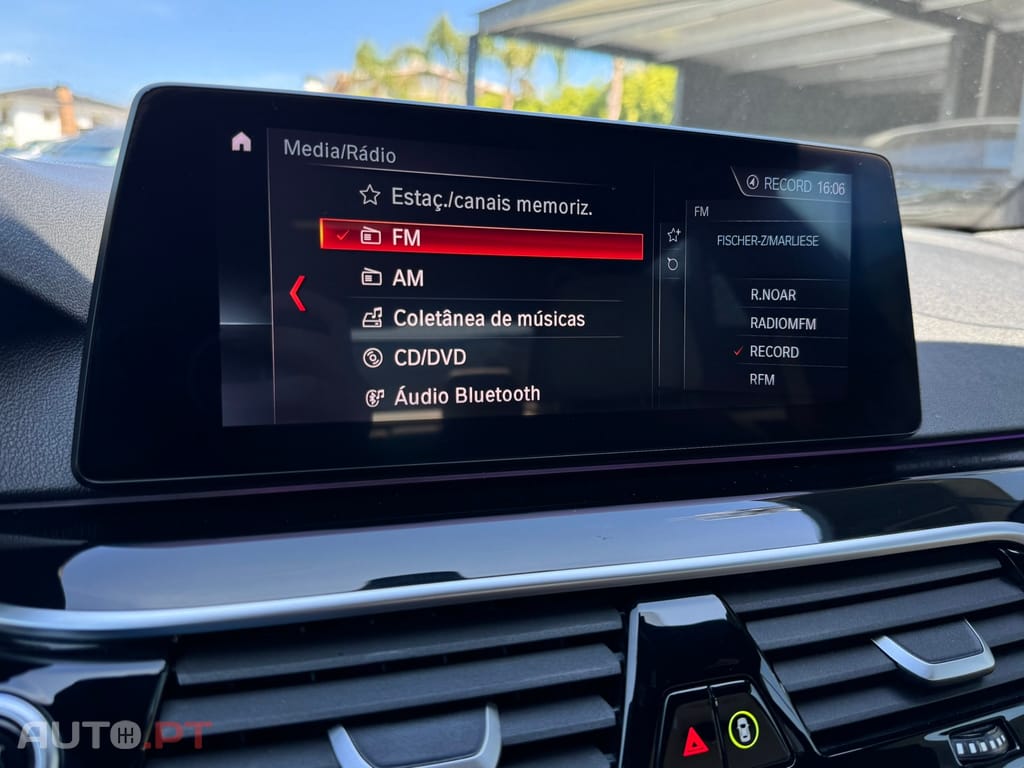 Media/Rádio
Estaç./canais memoriz.
FM
AM
Coletânea de músicas
CD/DVD
Áudio Bluetooth
RECORD 16:06
FM
FISCHER-Z/MARLIESE
R.NOAR
RADIOMFM
RECORD
RFM
AUTO.PT